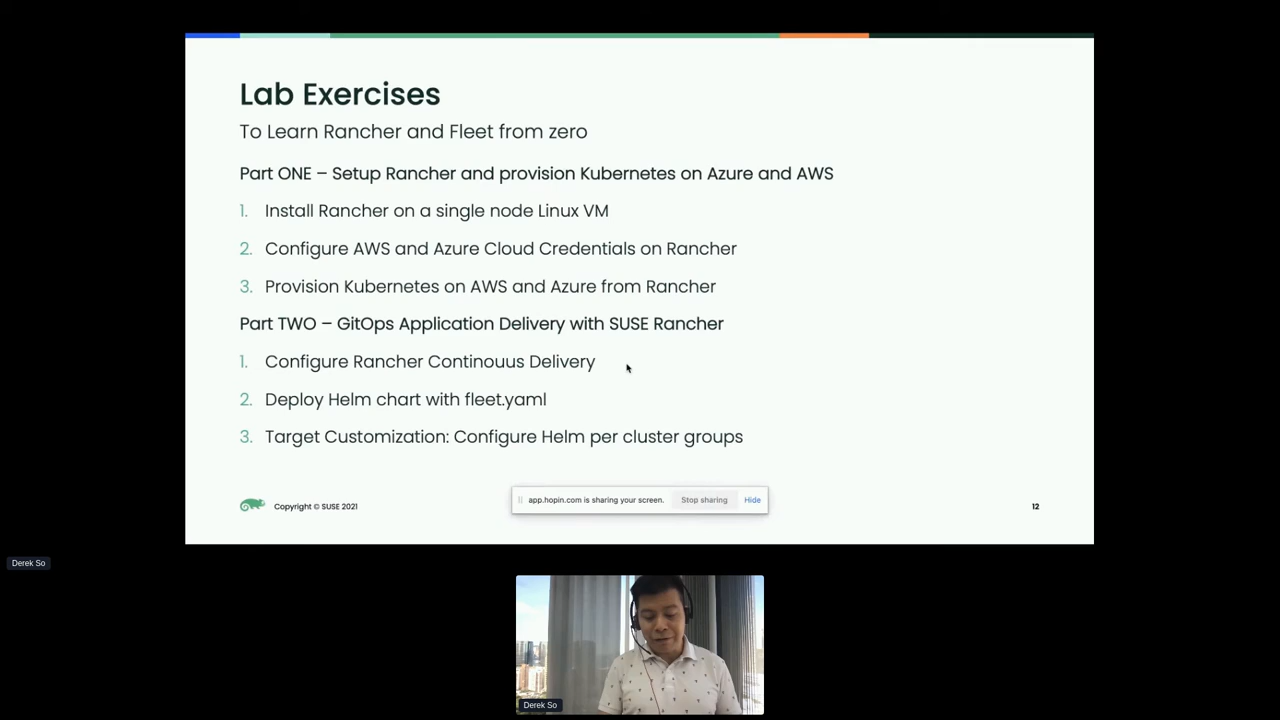 Lab Exercises
To Learn Rancher and Fleet from zero
Part ONE – Setup Rancher and provision Kubernetes on Azure and AWS
1. Install Rancher on a single node Linux VM
2. Configure AWS and Azure Cloud Credentials on Rancher
3. Provision Kubernetes on AWS and Azure from Rancher
Part TWO – GitOps Application Delivery with SUSE Rancher
1. Configure Rancher Continouus Delivery
2. Deploy Helm chart with fleet.yaml
3. Target Customization: Configure Helm per cluster groups
app.hopin.com is sharing your screen. Stop sharing Hide
Copyright © SUSE 2021
12
Derek So
Derek So